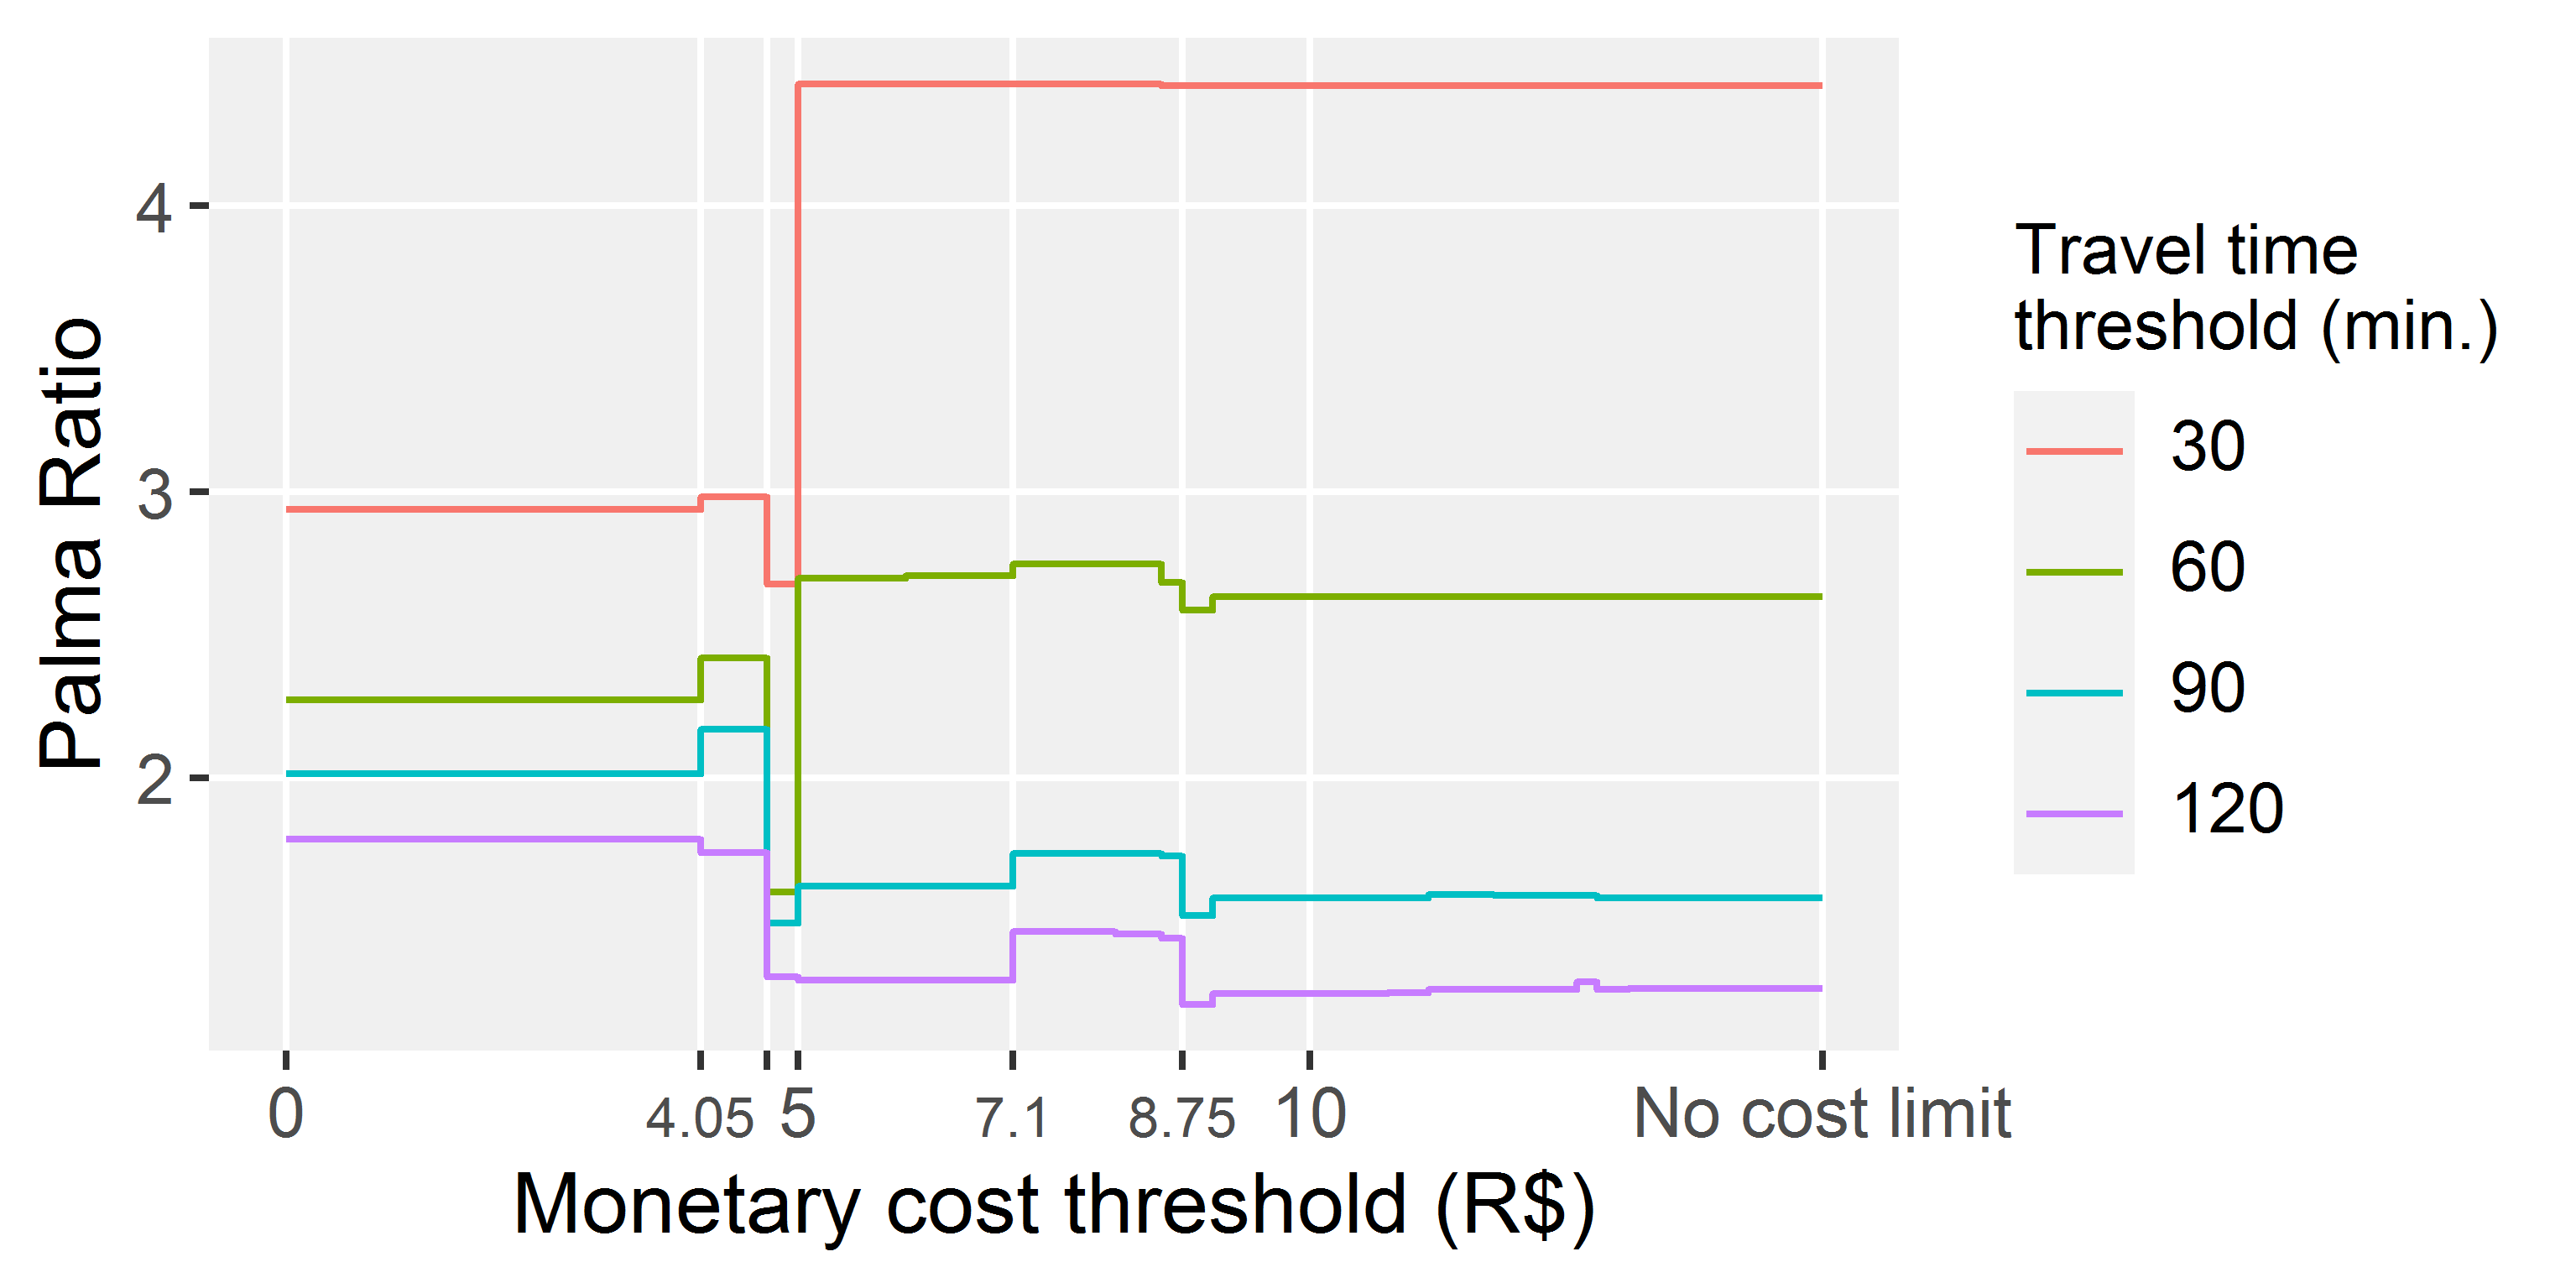 4
3
2
Palma Ratio
0
4.05
5
7.1
8.75
10
No cost limit
Monetary cost threshold (R$)
Travel time
threshold (min.)
30
60
90
120